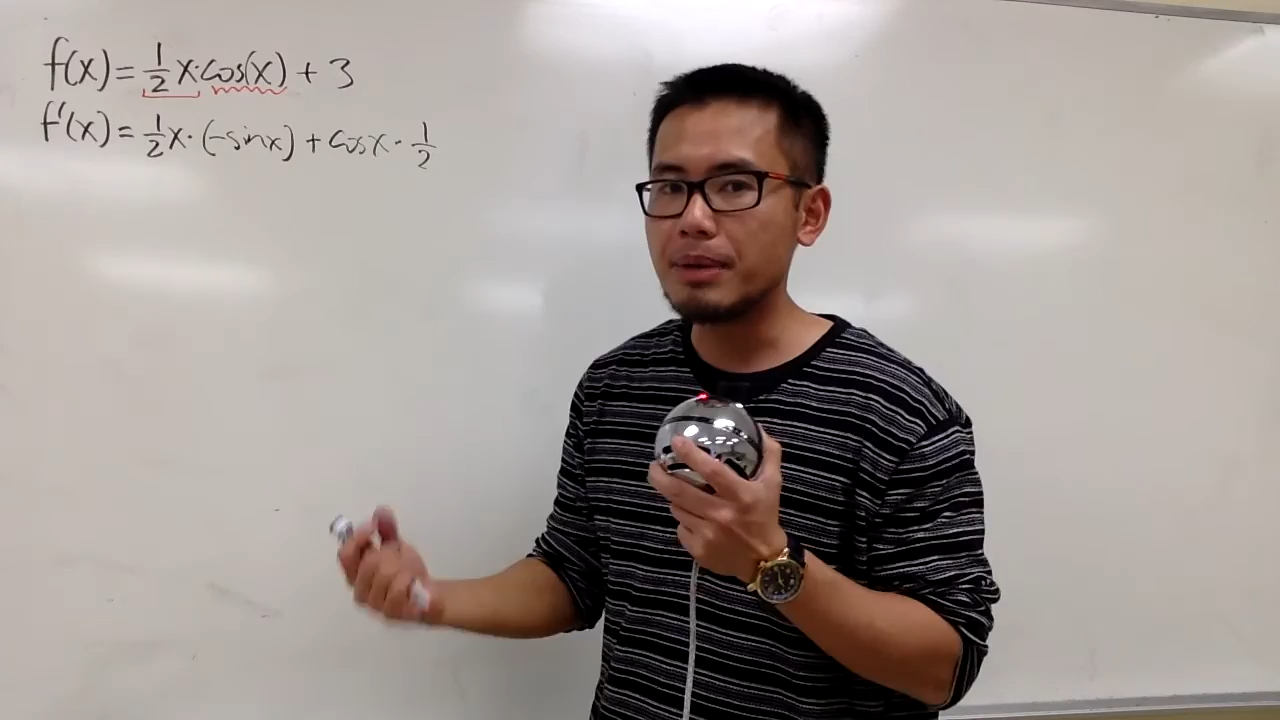 f(x) = 1/2 x · cos(x) + 3
f'(x) = 1/2 x · (-sinx) + cosx · 1/2